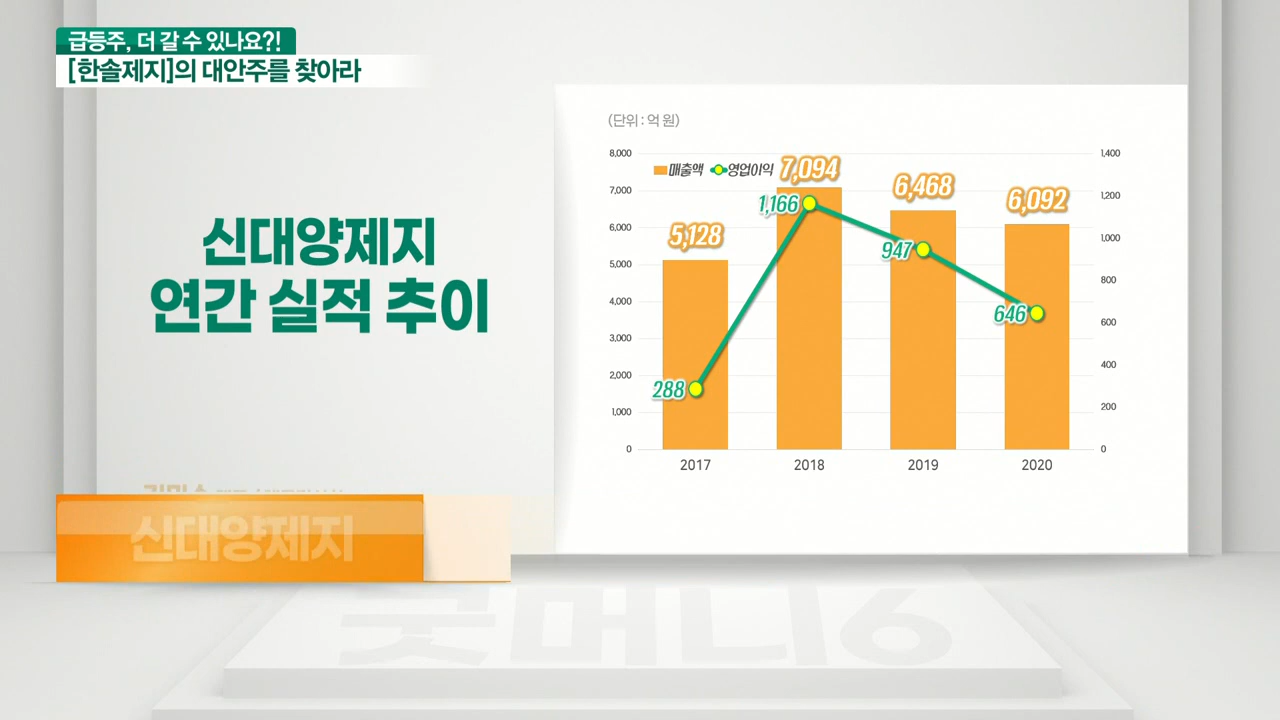 급등주, 더 갈 수 있나요?!
[한솔제지]의 대안주를 찾아라
신대양제지
연간 실적 추이
(단위 : 억 원)
매출액 영업이익
8,000
7,000
6,000
5,000
4,000
3,000
2,000
1,000
0
1,400
1,200
1,000
800
600
400
200
0
5,128
7,094
6,468
6,092
288
1,166
947
646
2017 2018 2019 2020
신대양제지
굿머니6